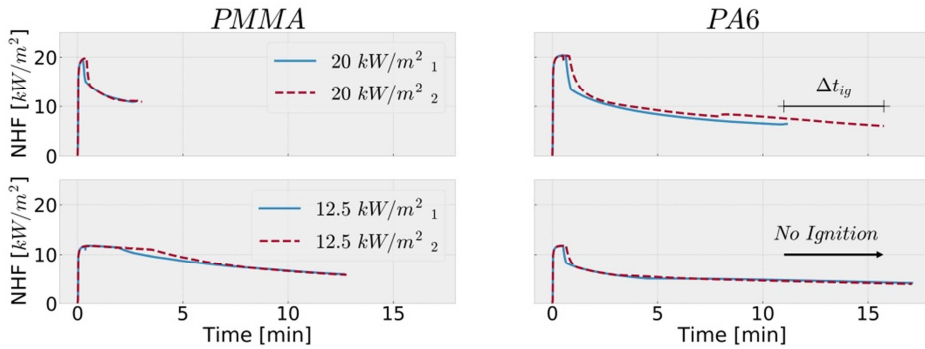 PMMA
PA6
NHF [kW/m²]
20
10
0
20 kW/m² 1
20 kW/m² 2
Δt_ig
NHF [kW/m²]
20
10
0
12.5 kW/m² 1
12.5 kW/m² 2
No Ignition
0 5 10 15
0 5 10 15
Time [min]
Time [min]